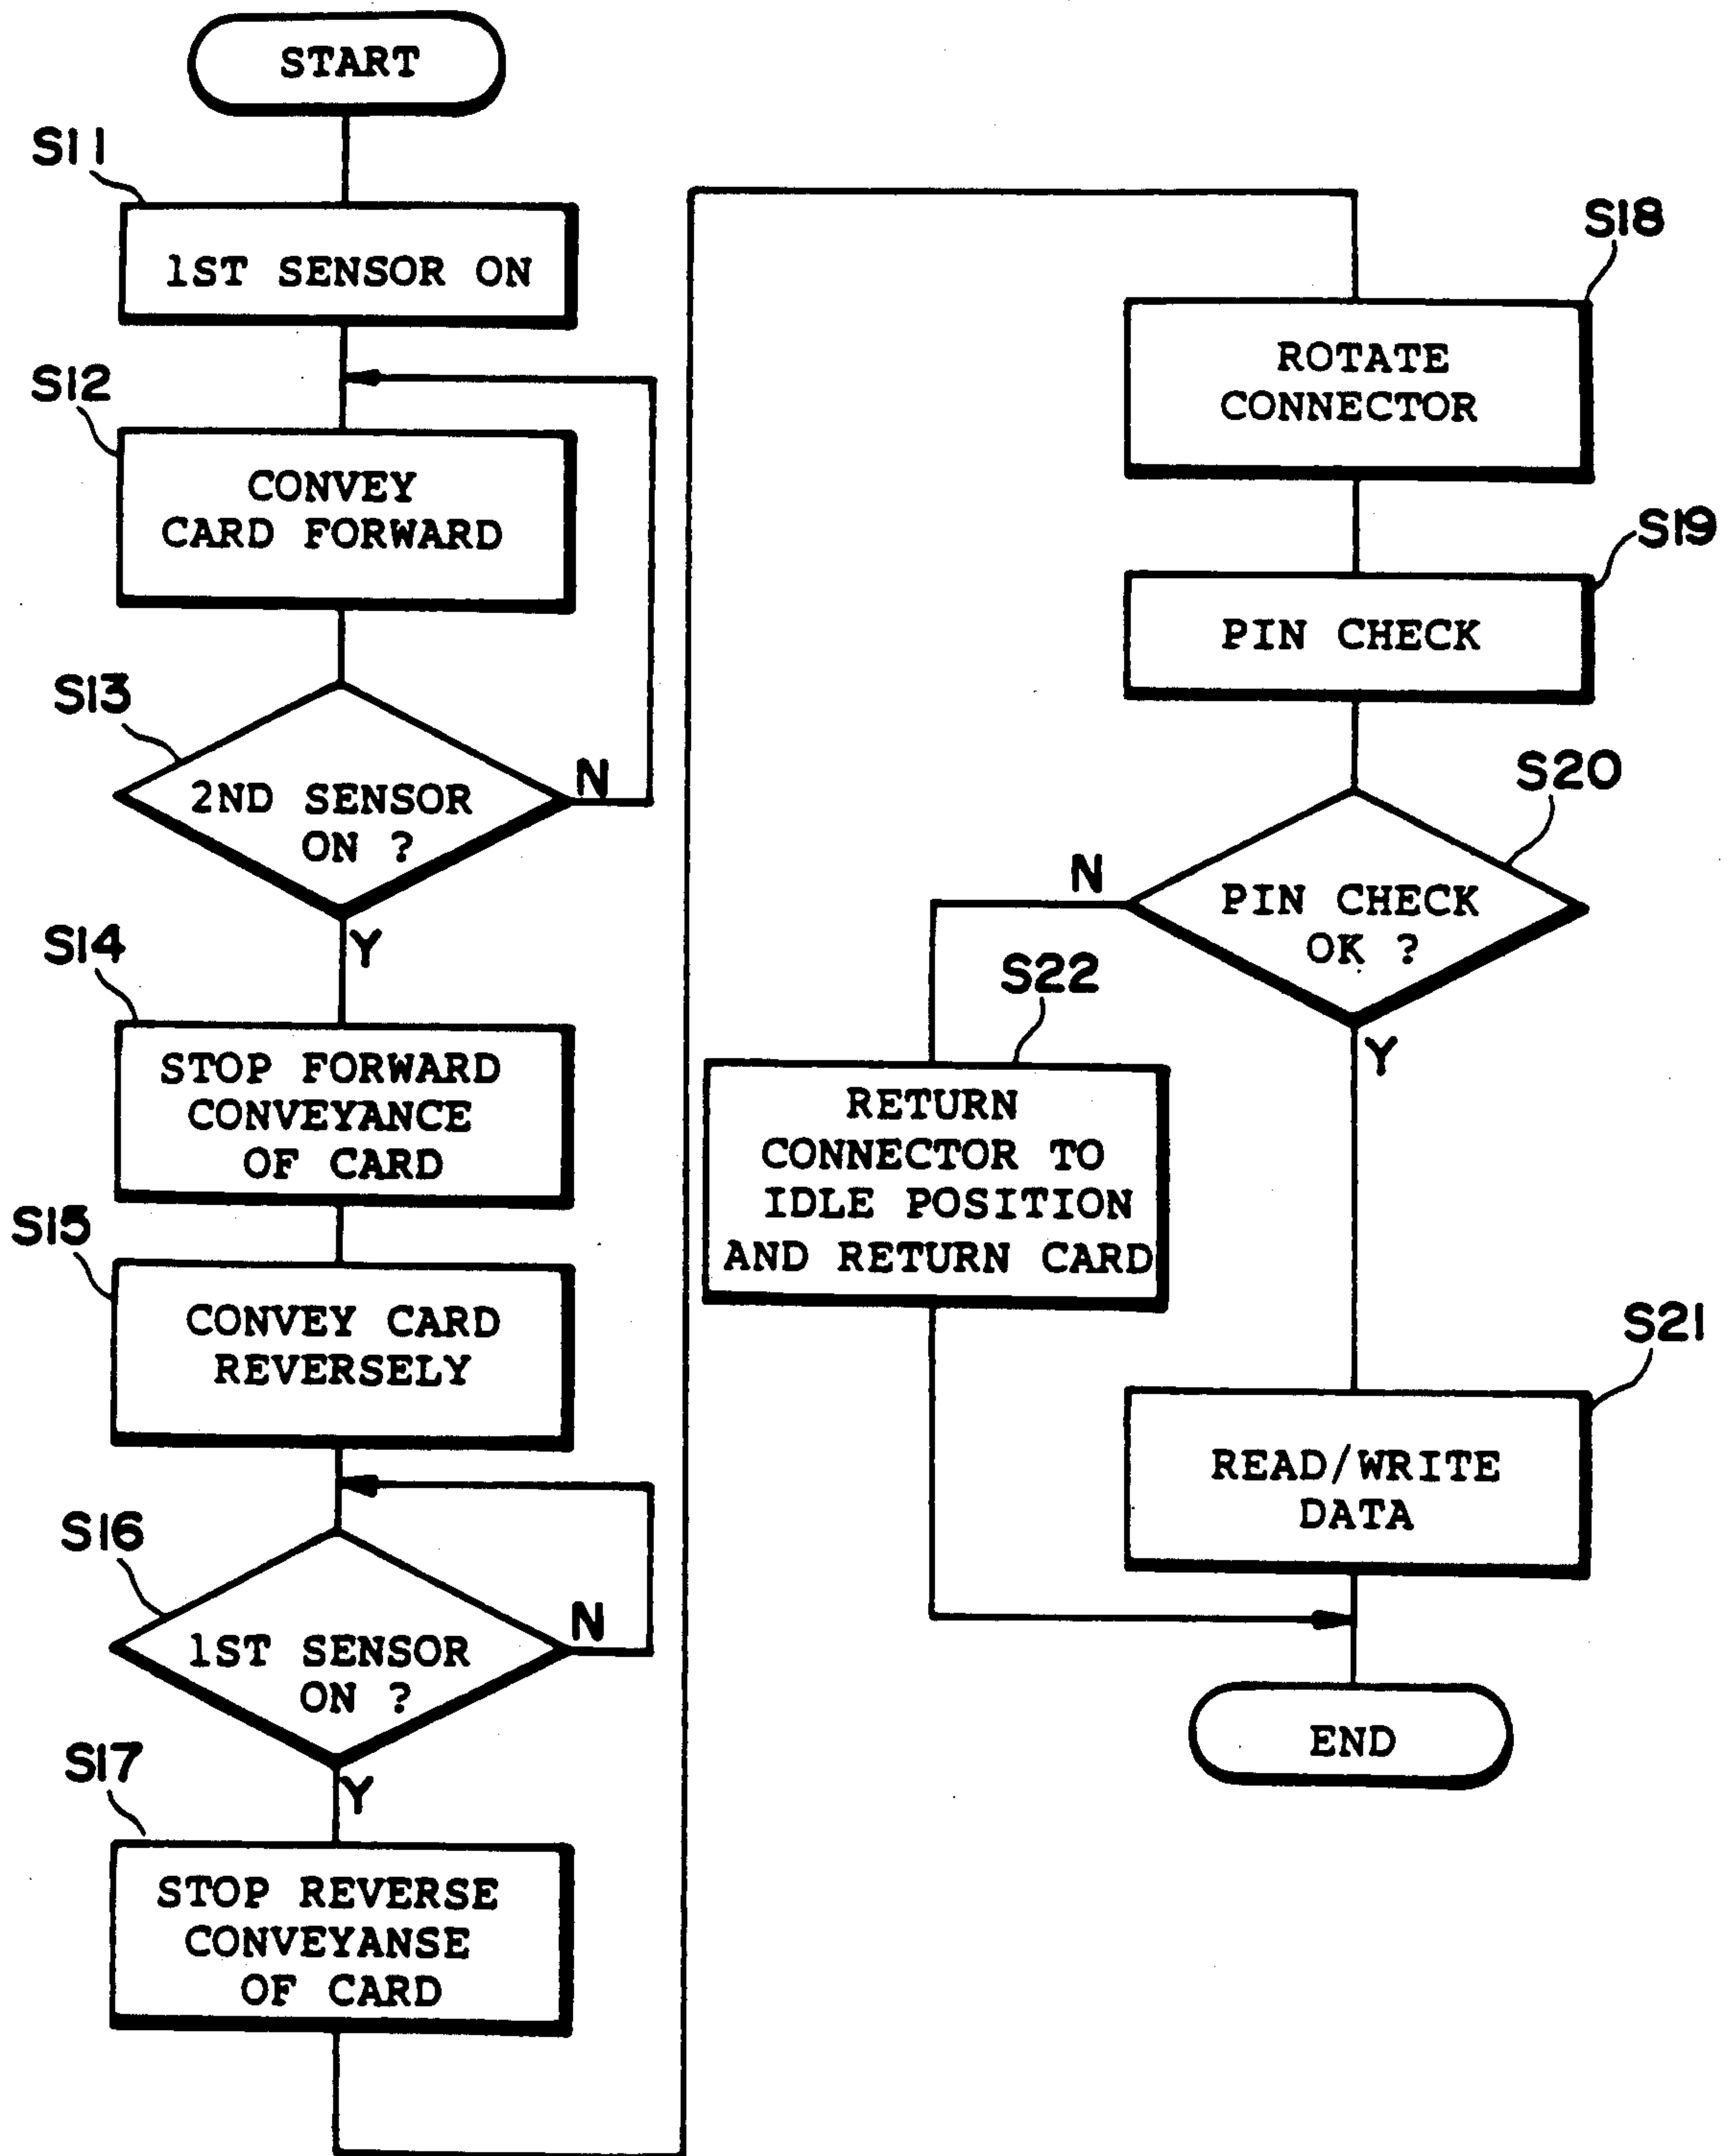 START
S11
1ST SENSOR ON
S12
CONVEY
CARD FORWARD
S13
2ND SENSOR
ON ?
N
Y
S14
STOP FORWARD
CONVEYANCE
OF CARD
S15
CONVEY CARD
REVERSELY
S16
1ST SENSOR
ON ?
N
Y
S17
STOP REVERSE
CONVEYANSE
OF CARD
S18
ROTATE
CONNECTOR
S19
PIN CHECK
S20
PIN CHECK
OK ?
N
Y
S22
RETURN
CONNECTOR TO
IDLE POSITION
AND RETURN CARD
S21
READ/WRITE
DATA
END